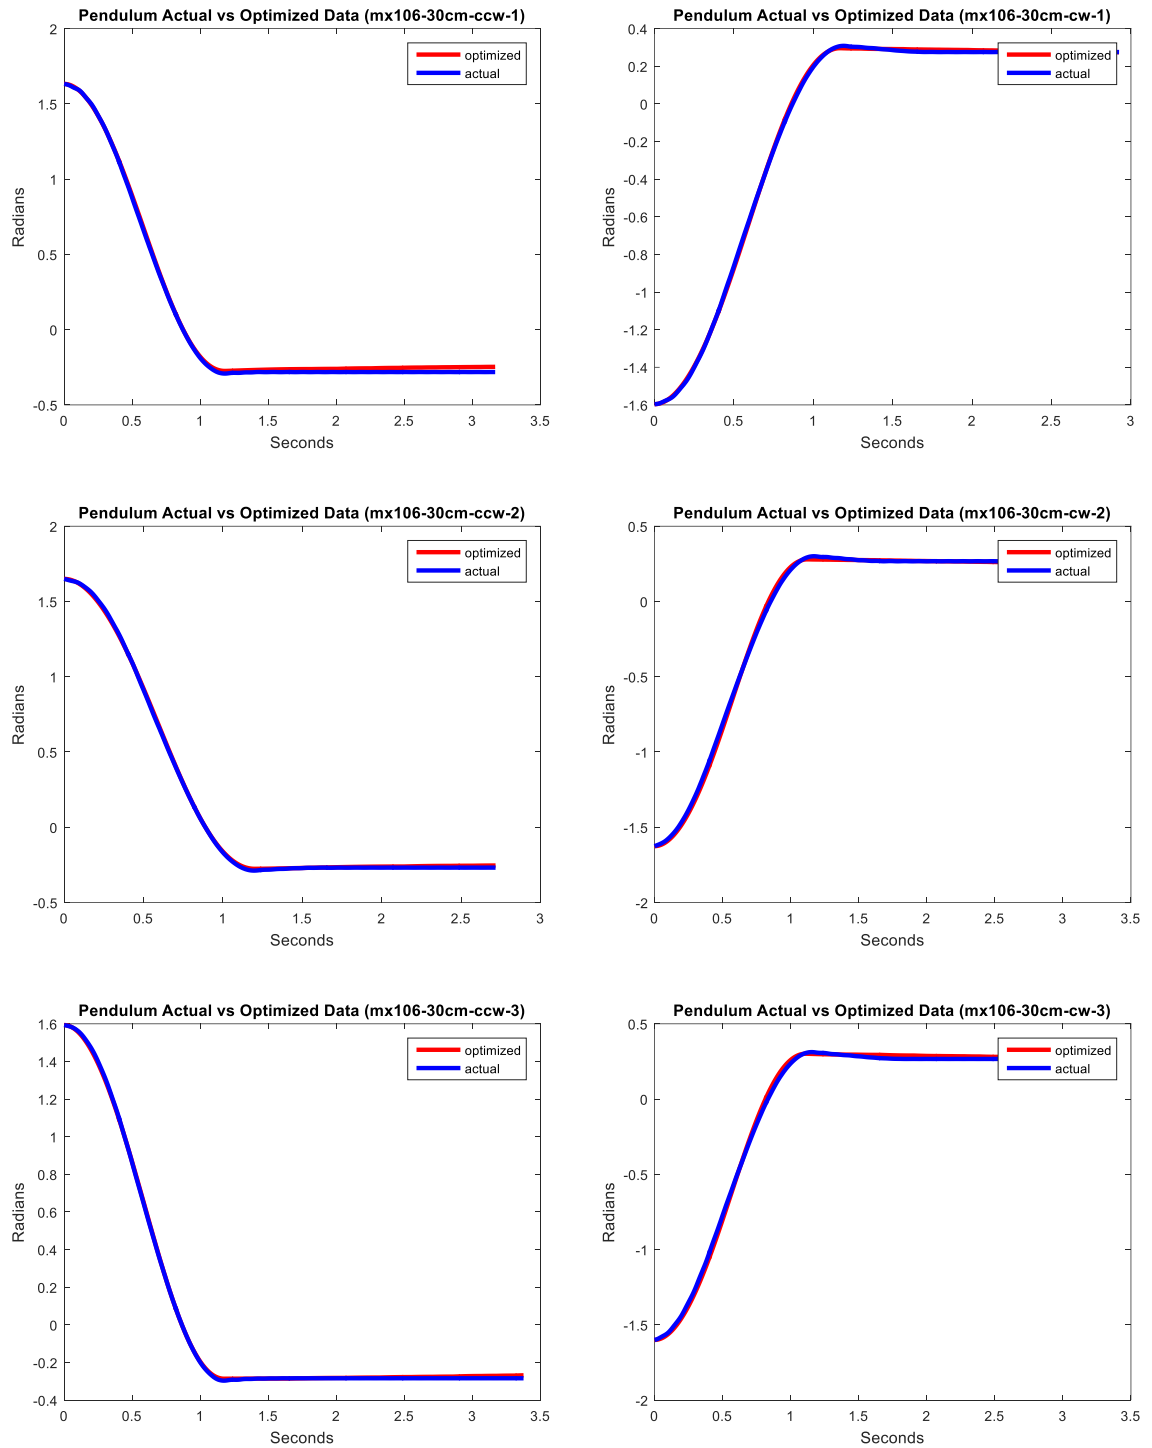 Pendulum Actual vs Optimized Data (mx106-30cm-ccw-1)
2
1.5
1
0.5
0
-0.5
Radians
optimized
actual
0 0.5 1 1.5 2 2.5 3 3.5
Seconds
Pendulum Actual vs Optimized Data (mx106-30cm-cw-1)
0.4
0.2
0
-0.2
-0.4
-0.6
-0.8
-1
-1.2
-1.4
-1.6
Radians
optimized
actual
0 0.5 1 1.5 2 2.5 3
Seconds
Pendulum Actual vs Optimized Data (mx106-30cm-ccw-2)
2
1.5
1
0.5
0
-0.5
Radians
optimized
actual
0 0.5 1 1.5 2 2.5 3
Seconds
Pendulum Actual vs Optimized Data (mx106-30cm-cw-2)
0.5
0
-0.5
-1
-1.5
-2
Radians
optimized
actual
0 0.5 1 1.5 2 2.5 3 3.5
Seconds
Pendulum Actual vs Optimized Data (mx106-30cm-ccw-3)
1.6
1.4
1.2
1
0.8
0.6
0.4
0.2
0
-0.2
-0.4
Radians
optimized
actual
0 0.5 1 1.5 2 2.5 3 3.5
Seconds
Pendulum Actual vs Optimized Data (mx106-30cm-cw-3)
0.5
0
-0.5
-1
-1.5
-2
Radians
optimized
actual
0 0.5 1 1.5 2 2.5 3 3.5
Seconds